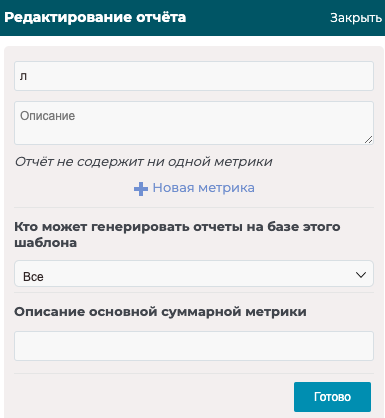 Редактирование отчёта
Закрыть
л
Описание
Отчёт не содержит ни одной метрики
Новая метрика
Кто может генерировать отчеты на базе этого
шаблона
Все
Описание основной суммарной метрики
Готово